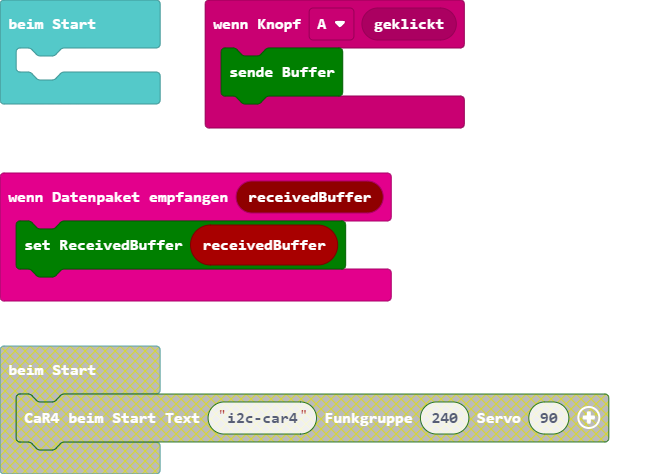 beim Start
wenn Knopf A geklickt
sende Buffer
wenn Datenpaket empfangen receivedBuffer
set ReceivedBuffer receivedBuffer
beim Start
CaR4 beim Start Text "i2c-car4" Funkgruppe 240 Servo 90